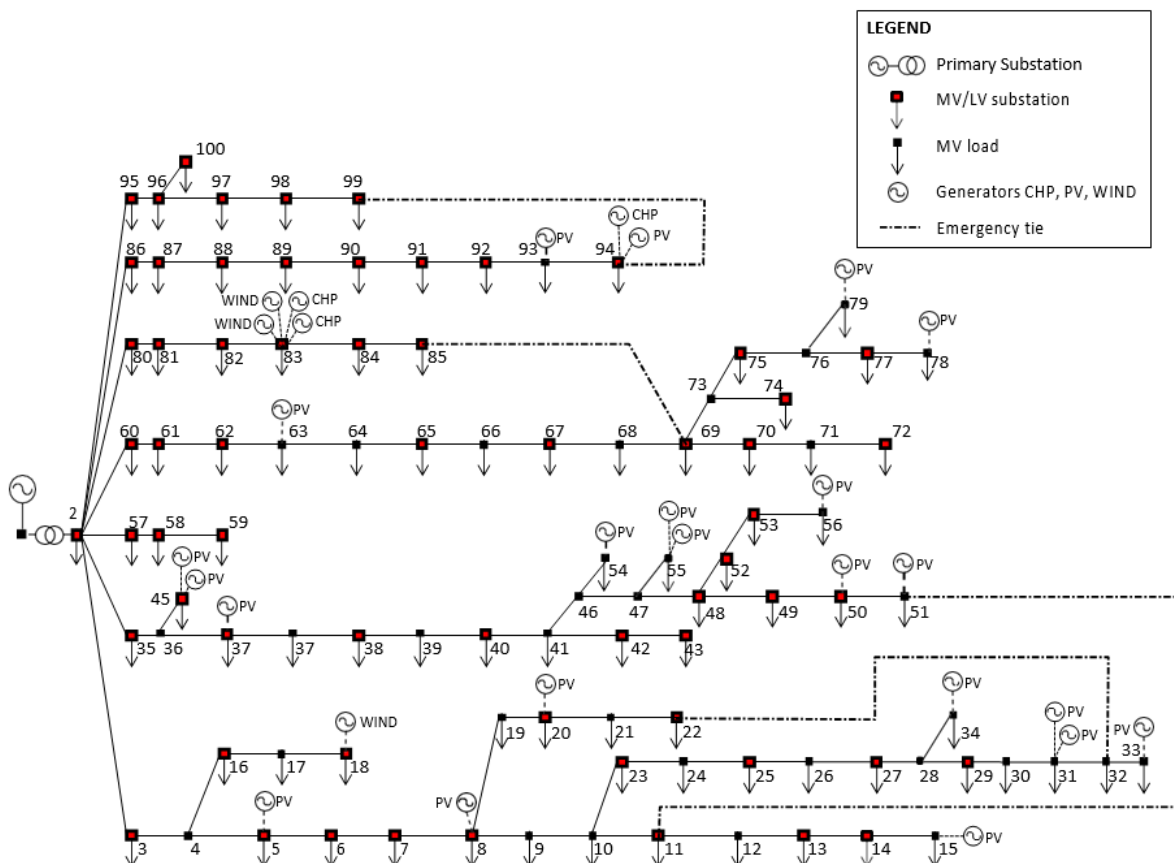 LEGEND
Primary Substation
MV/LV substation
MV load
Generators CHP, PV, WIND
Emergency tie
100
95 96 97 98 99
CHP
PV PV
86 87 88 89 90 91 92 93 94
PV
79
WIND CHP
WIND CHP
PV
80 81 82 83 84 85
75 76 77 78
73 74
PV
60 61 62 63 64 65 66 67 68 69 70 71 72
2
57 58 59
PV
53 56
PV
PV
PV
54 55 52
PV PV
PV
PV
45
46 47 48 49 50 51
PV
35 36 37 37 38 39 40 41 42 43
PV
19 20 21 22
WIND
16 17 18
PV
34
PV
PV
PV
33
23 24 25 26 27 28 29 30 31 32
PV PV
3 4 5 6 7 8 9 10 11 12 13 14 15
PV